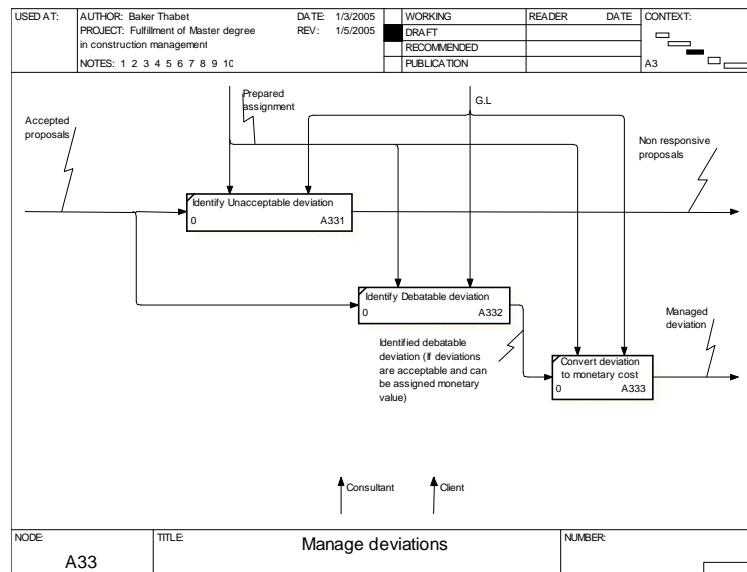 USED AT:
AUTHOR: Baker Thabet
DATE: 1/3/2005
WORKING
READER
DATE
CONTEXT:
PROJECT: Fulfillment of Master degree
REV: 1/5/2005
DRAFT
in construction management
RECOMMENDED
NOTES: 1 2 3 4 5 6 7 8 9 10
PUBLICATION
A3
Prepared
assignment
G.L
Accepted
proposals
Non responsive
proposals
Identify Unacceptable deviation
0
A331
Identify Debatable deviation
0
A332
Managed
deviation
Identified debatable
deviation (If deviations
are acceptable and can
be assigned monetary
value)
Convert deviation
to monetary cost
0
A333
Consultant
Client
NODE:
TITLE:
NUMBER:
A33
Manage deviations